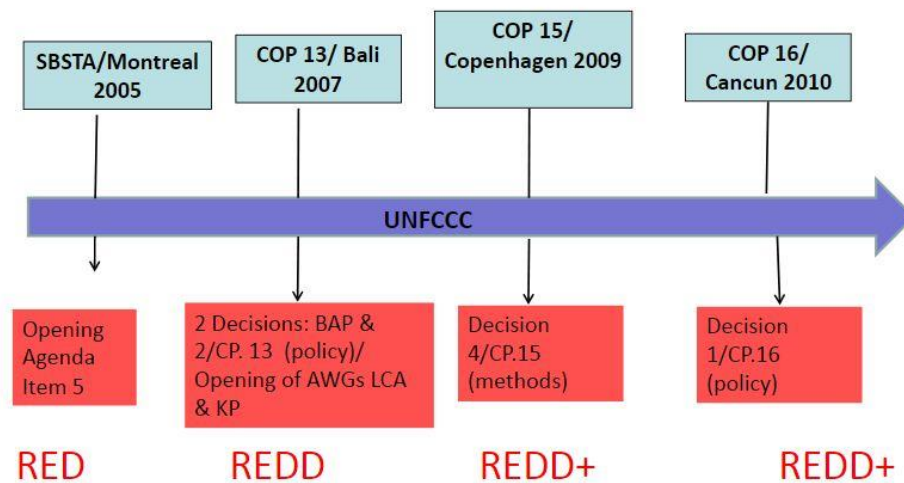 SBSTA/Montreal
2005
COP 13/ Bali
2007
COP 15/
Copenhagen 2009
COP 16/
Cancun 2010
UNFCCC
Opening
Agenda
Item 5
2 Decisions: BAP &
2/CP. 13 (policy)/
Opening of AWGs LCA
& KP
Decision
4/CP.15
(methods)
Decision
1/CP.16
(policy)
RED
REDD
REDD+
REDD+